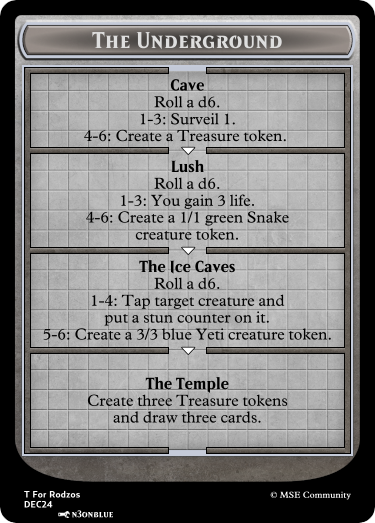 The Underground
Cave
Roll a d6.
1-3: Surveil 1.
4-6: Create a Treasure token.
Lush
Roll a d6.
1-3: You gain 3 life.
4-6: Create a 1/1 green Snake
creature token.
The Ice Caves
Roll a d6.
1-4: Tap target creature and
put a stun counter on it.
5-6: Create a 3/3 blue Yeti creature token.
The Temple
Create three Treasure tokens
and draw three cards.
T For Rodzos
DEC24
N3ONBLUE
© MSE Community